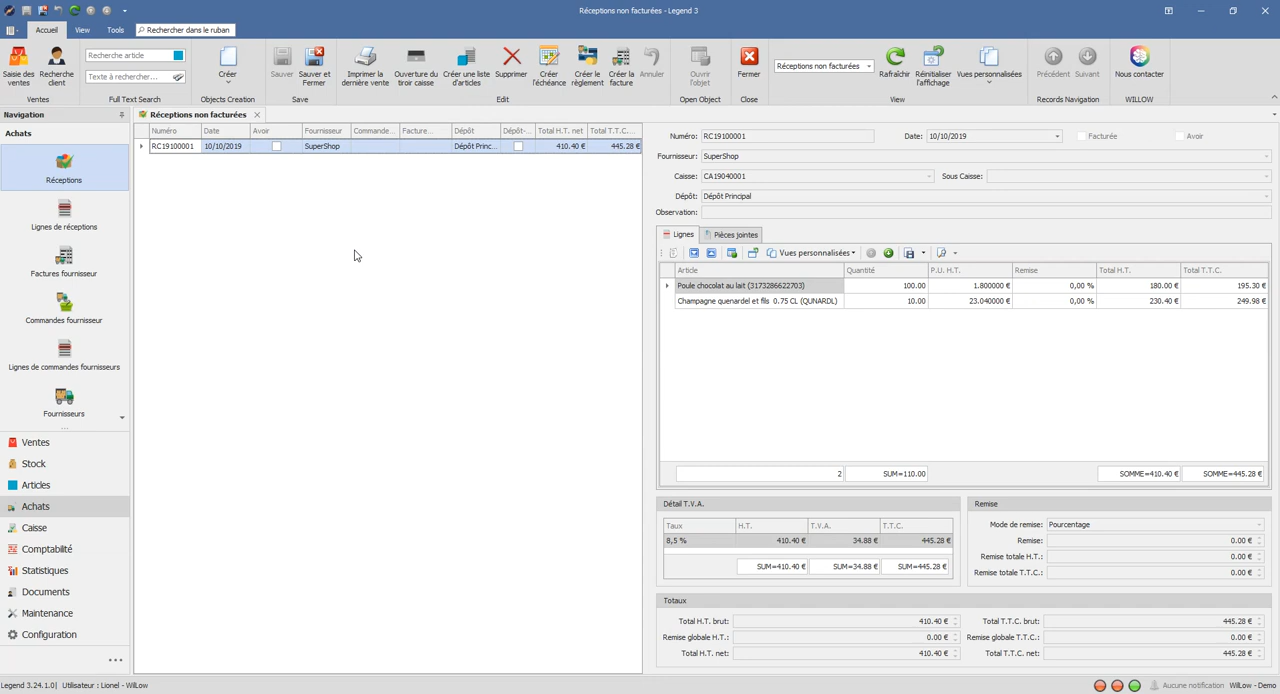 Réceptions non facturées - Legend 3
Accueil View Tools Rechercher dans le ruban
Saisie des ventes
Recherche client
Ventes
Recherche article
Texte à rechercher...
Full Text Search
Créer
Objects Creation
Sauver
Sauver et Fermer
Save
Imprimer la dernière vente
Ouverture du tiroir caisse
Créer une liste d'articles
Supprimer
Créer l'échéance
Créer le règlement
Créer la facture
Annuler
Edit
Ouvrir l'objet
Open Object
Fermer
Close
Réceptions non facturées
Rafraîchir
Réinitialiser l'affichage
Vues personnalisées
View
Précédent Suivant
Records Navigation
Nous contacter
WILLOW
Navigation
Achats
Réceptions
Lignes de réceptions
Factures fournisseur
Commandes fournisseur
Lignes de commandes fournisseurs
Fournisseurs
Ventes
Stock
Articles
Achats
Caisse
Comptabilité
Statistiques
Documents
Maintenance
Configuration
Réceptions non facturées
Numéro Date Avoir Fournisseur Commande... Facture... Dépôt Dépôt-... Total H.T. net Total T.T.C....
RC19100001 10/10/2019 SuperShop Dépôt Princ... 410.40 € 445.28 €
Numéro: RC19100001 Date: 10/10/2019 Facturée Avoir
Fournisseur: SuperShop
Caisse: CA19040001 Sous Caisse:
Dépôt: Dépôt Principal
Observation:
Lignes Pièces jointes
Vues personnalisées
Article Quantité P.U. H.T. Remise Total H.T. Total T.T.C.
Poule chocolat au lait (3173286622703) 100.00 1.800000 € 0,00 % 180.00 € 195.30 €
Champagne quenardel et fils 0.75 CL (QUNARDL) 10.00 23.040000 € 0,00 % 230.40 € 249.98 €
2 SUM=110.00 SOMME=410.40 € SOMME=445.28 €
Détail T.V.A.
Taux H.T. T.V.A. T.T.C.
8,5 % 410.40 € 34.88 € 445.28 €
SUM=410.40 € SUM=34.88 € SUM=445.28 €
Remise
Mode de remise: Pourcentage
Remise: 0.00 €
Remise totale H.T.: 0.00 €
Remise totale T.T.C.: 0.00 €
Totaux
Total H.T. brut: 410.40 € Total T.T.C. brut: 445.28 €
Remise globale H.T.: 0.00 € Remise globale T.T.C.: 0.00 €
Total H.T. net: 410.40 € Total T.T.C. net: 445.28 €
Legend 3.24.1.0| Utilisateur : Lionel - WilLow Aucune notification WilLow - Demo